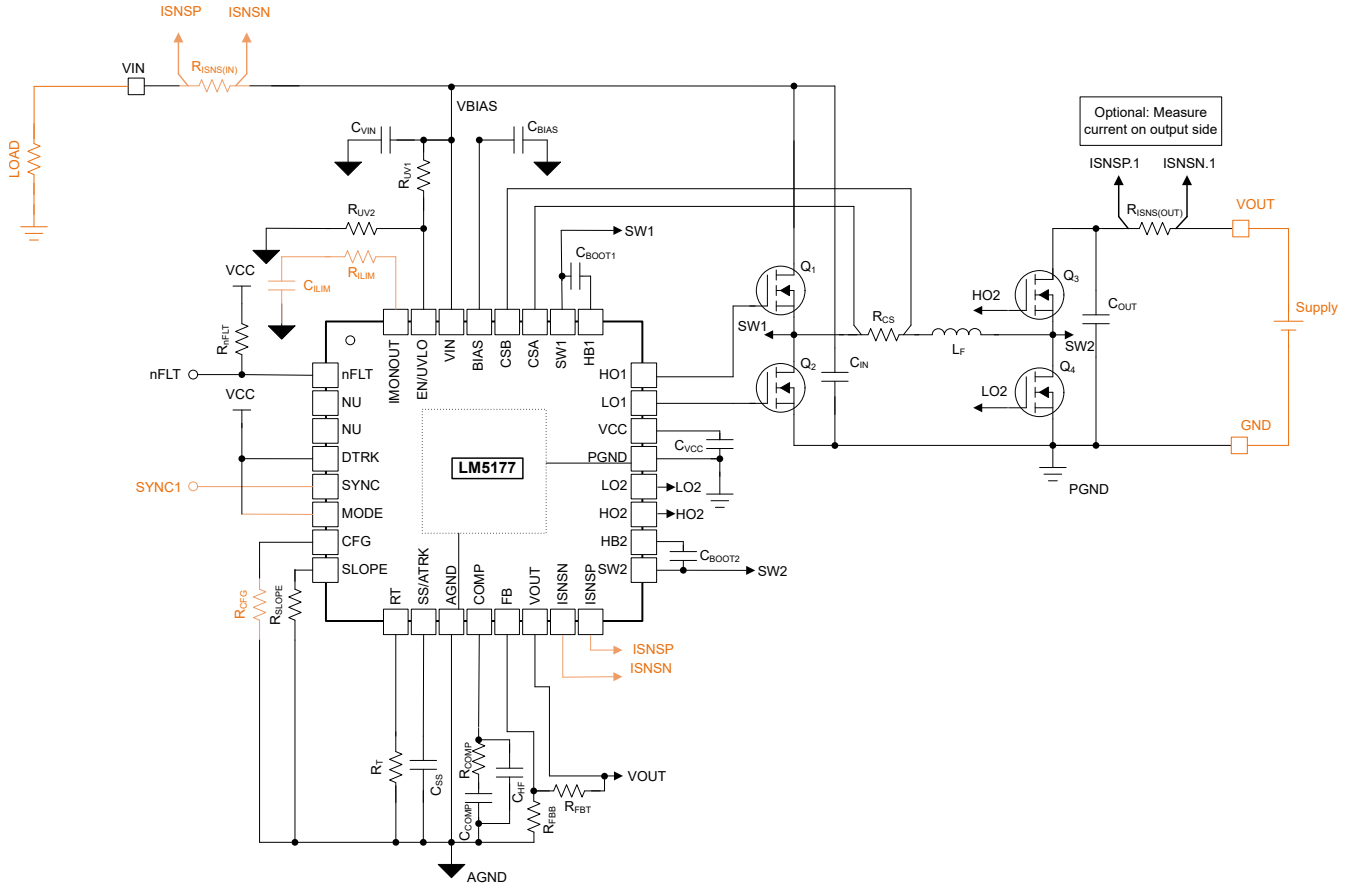 ISNSP
ISNSN
VIN
RISNS(IN)
VBIAS
LOAD
CVIN
CBIAS
RUV1
RUV2
RILIM
CILIM
VCC
RnFLT
nFLT
VCC
SYNC1
SW1
CBOOT1
Optional: Measure
current on output side
ISNSP.1
ISNSN.1
RISNS(OUT)
VOUT
Q1
Q3
HO2
COUT
Supply
SW1
RCS
LF
SW2
Q2
CIN
Q4
LO2
GND
PGND
IMONOUT
EN/UVLO
VIN
BIAS
CSB
CSA
SW1
HB1
nFLT
NU
NU
DTRK
SYNC
MODE
CFG
SLOPE
LM5177
HO1
LO1
VCC
PGND
LO2
HO2
HB2
SW2
CVCC
LO2
HO2
CBOOT2
SW2
RT
SS/ATRK
AGND
COMP
FB
VOUT
ISNSN
ISNSP
ISNSP
ISNSN
RCFG
RSLOPE
RT
CSS
RCOMP
CCOMP
CHF
RFBB
RFBT
VOUT
AGND